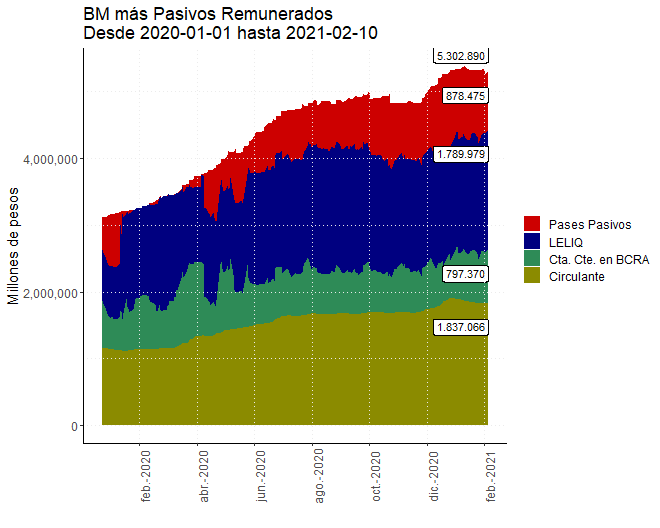 BM más Pasivos Remunerados
Desde 2020-01-01 hasta 2021-02-10
Millones de pesos
4,000,000
2,000,000
0
5.302.890
878.475
1.789.979
797.370
1.837.066
feb.-2020
abr.-2020
jun.-2020
ago.-2020
oct.-2020
dic.-2020
feb.-2021
Pases Pasivos
LELIQ
Cta. Cte. en BCRA
Circulante